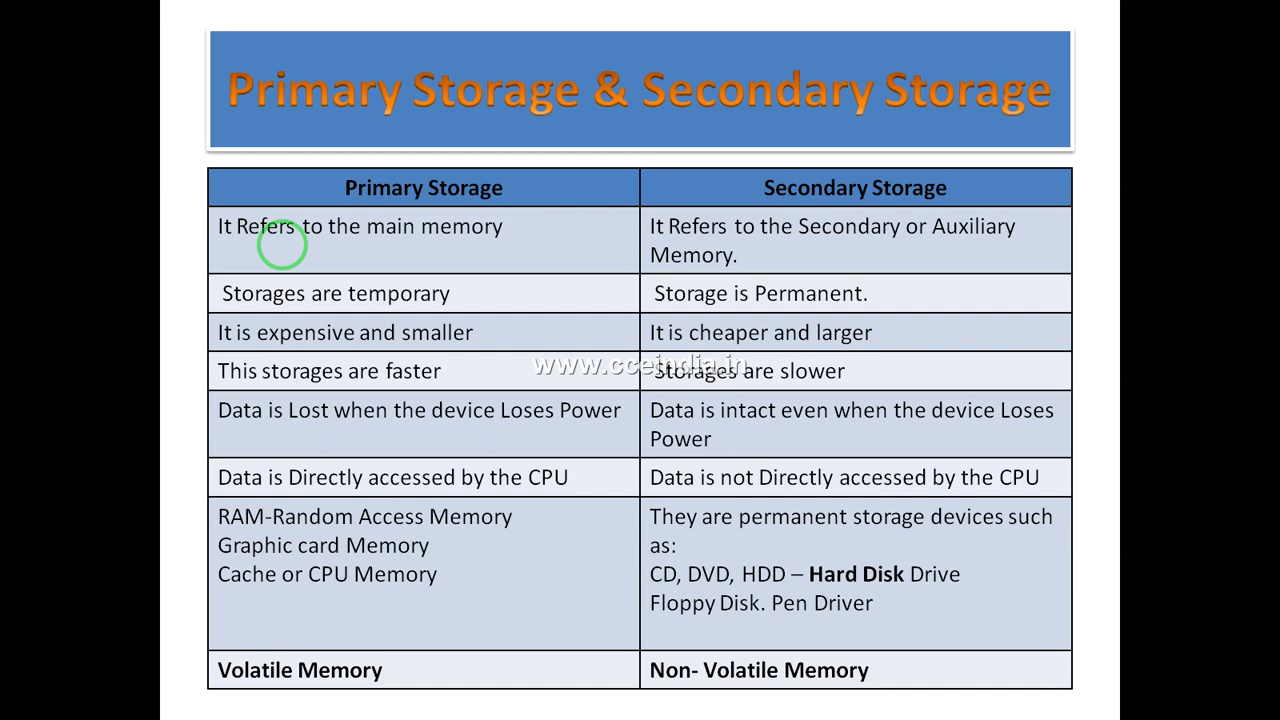 Primary Storage & Secondary Storage
Primary Storage
Secondary Storage
It Refers to the main memory
It Refers to the Secondary or Auxiliary
Memory.
Storages are temporary
Storage is Permanent.
It is expensive and smaller
It is cheaper and larger
This storages are faster
Storages are slower
www.cceindia.in
Data is Lost when the device Loses Power
Data is intact even when the device Loses
Power
Data is Directly accessed by the CPU
Data is not Directly accessed by the CPU
RAM-Random Access Memory
Graphic card Memory
Cache or CPU Memory
They are permanent storage devices such
as:
CD, DVD, HDD – Hard Disk Drive
Floppy Disk. Pen Driver
Volatile Memory
Non- Volatile Memory